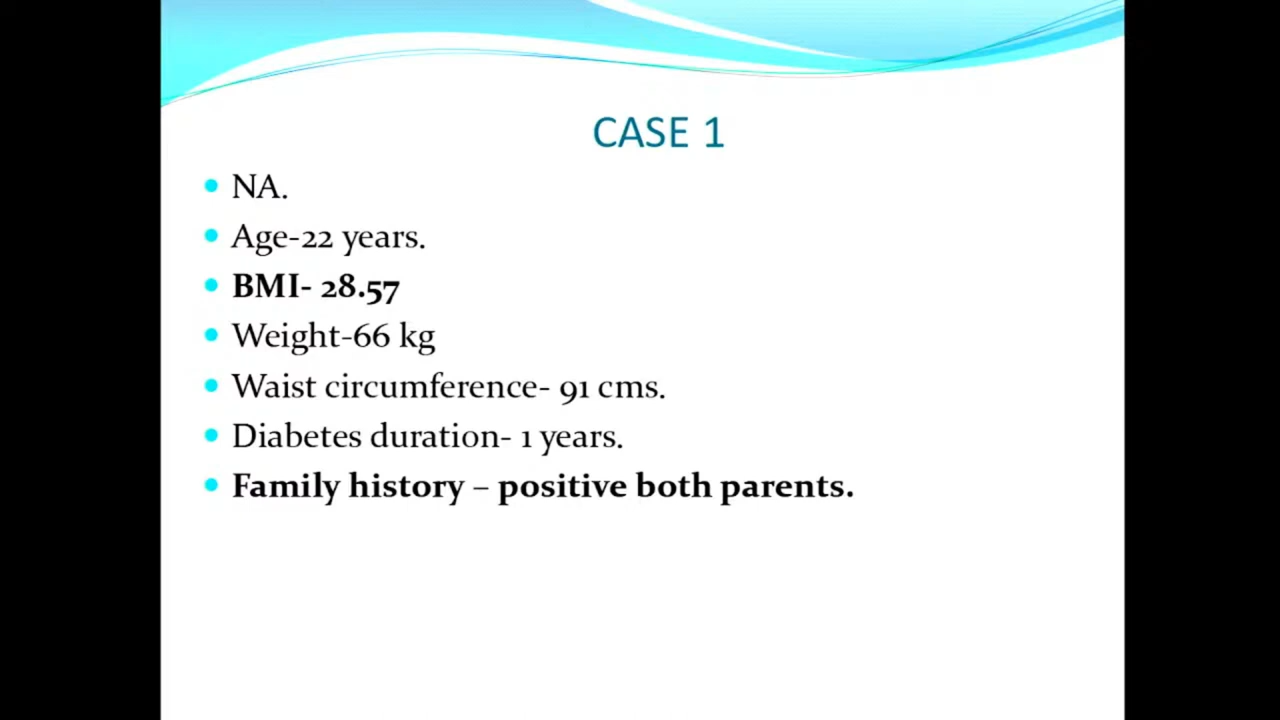 CASE 1
NA.
Age-22 years.
BMI- 28.57
Weight-66 kg
Waist circumference- 91 cms.
Diabetes duration- 1 years.
Family history – positive both parents.